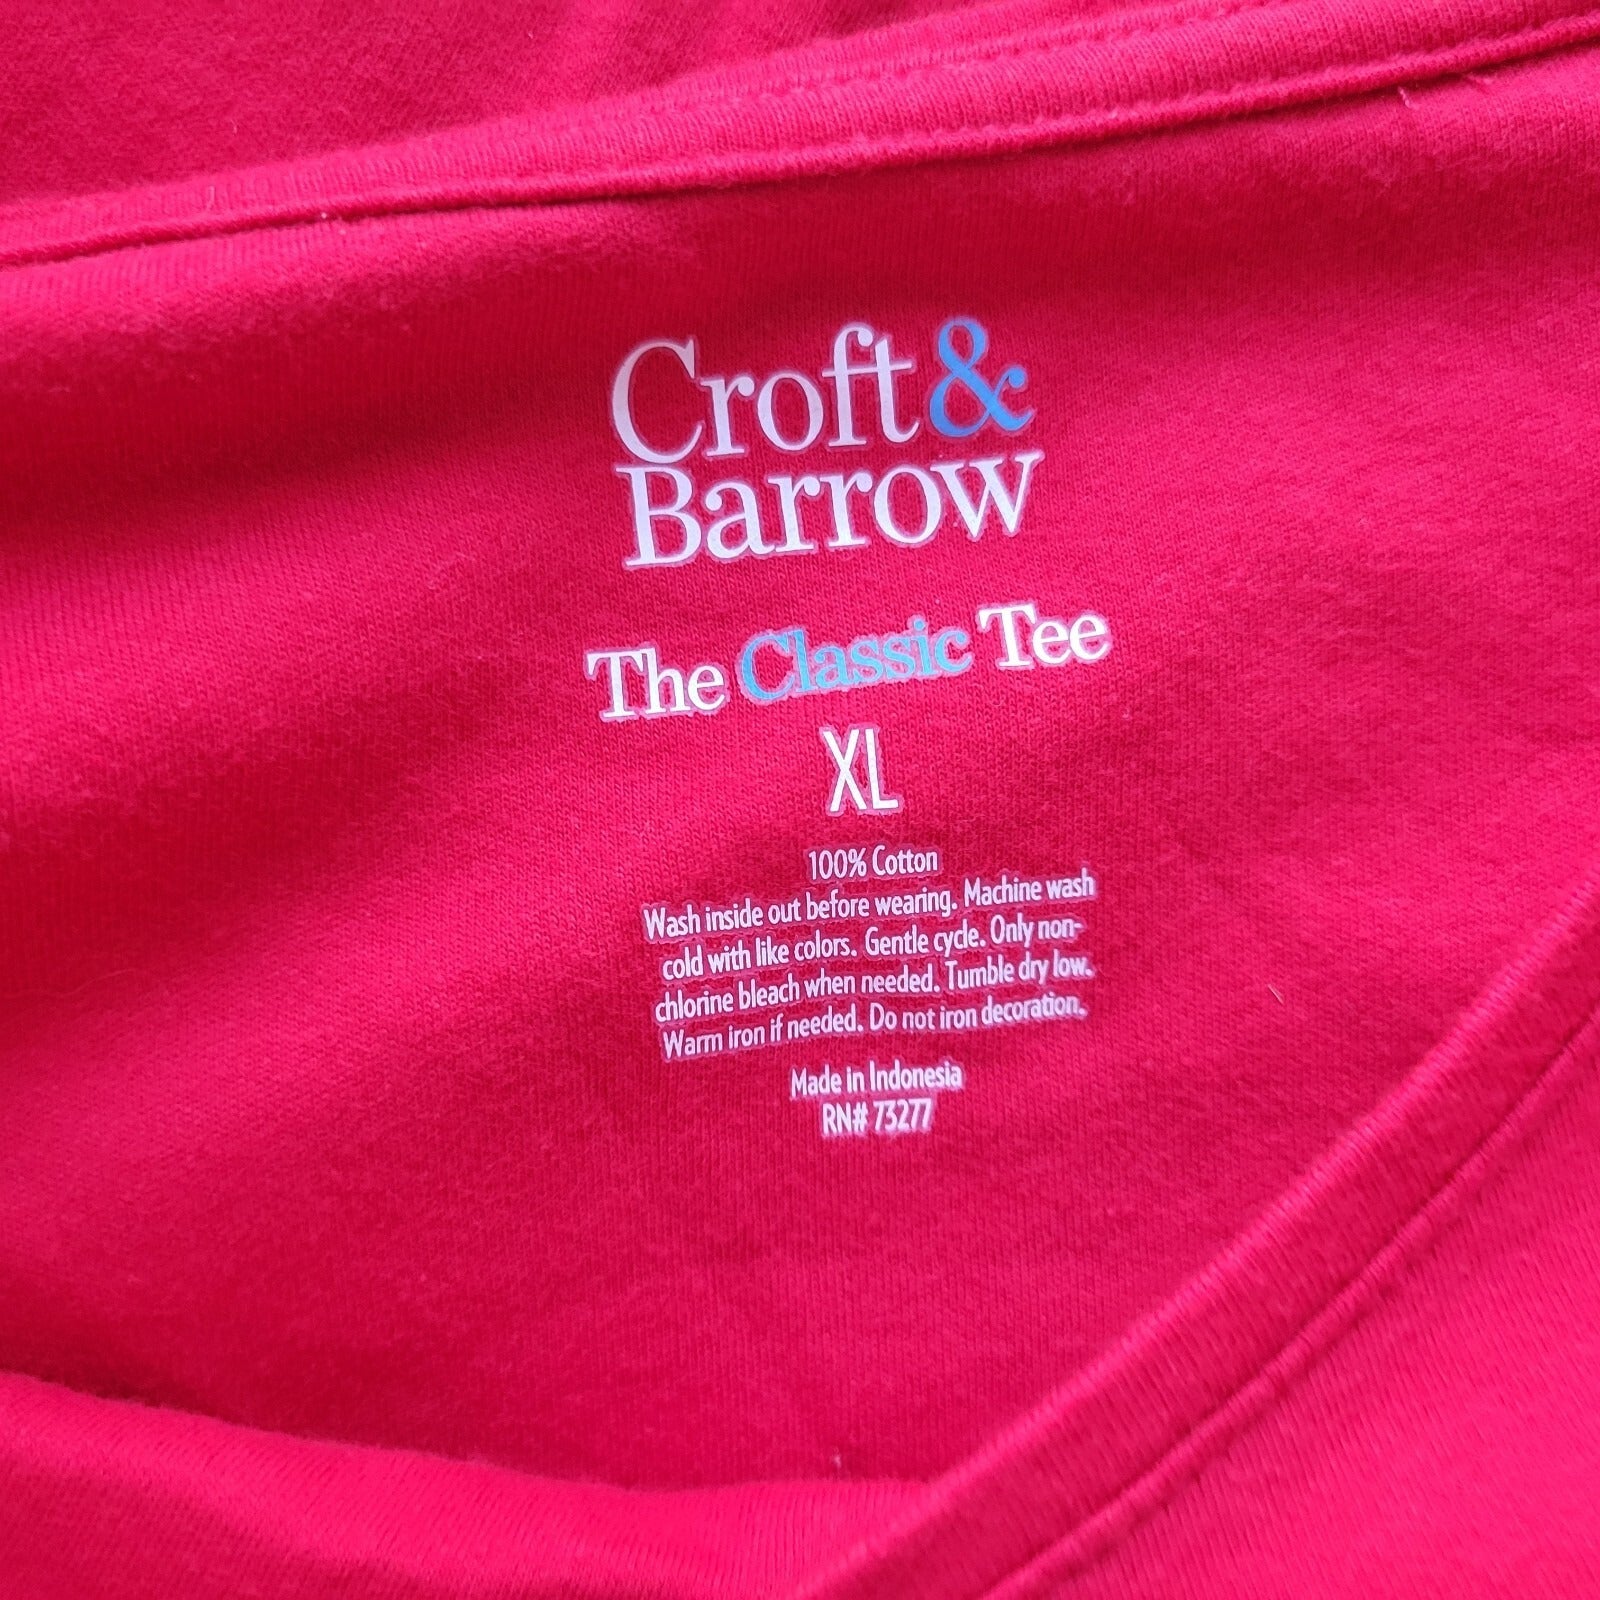 Croft &
Barrow
The Classic Tee
XL
100% Cotton
Wash inside out before wearing. Machine wash
cold with like colors. Gentle cycle. Only non-
chlorine bleach when needed. Tumble dry low.
Warm iron if needed. Do not iron decoration.
Made in Indonesia
RN# 73277